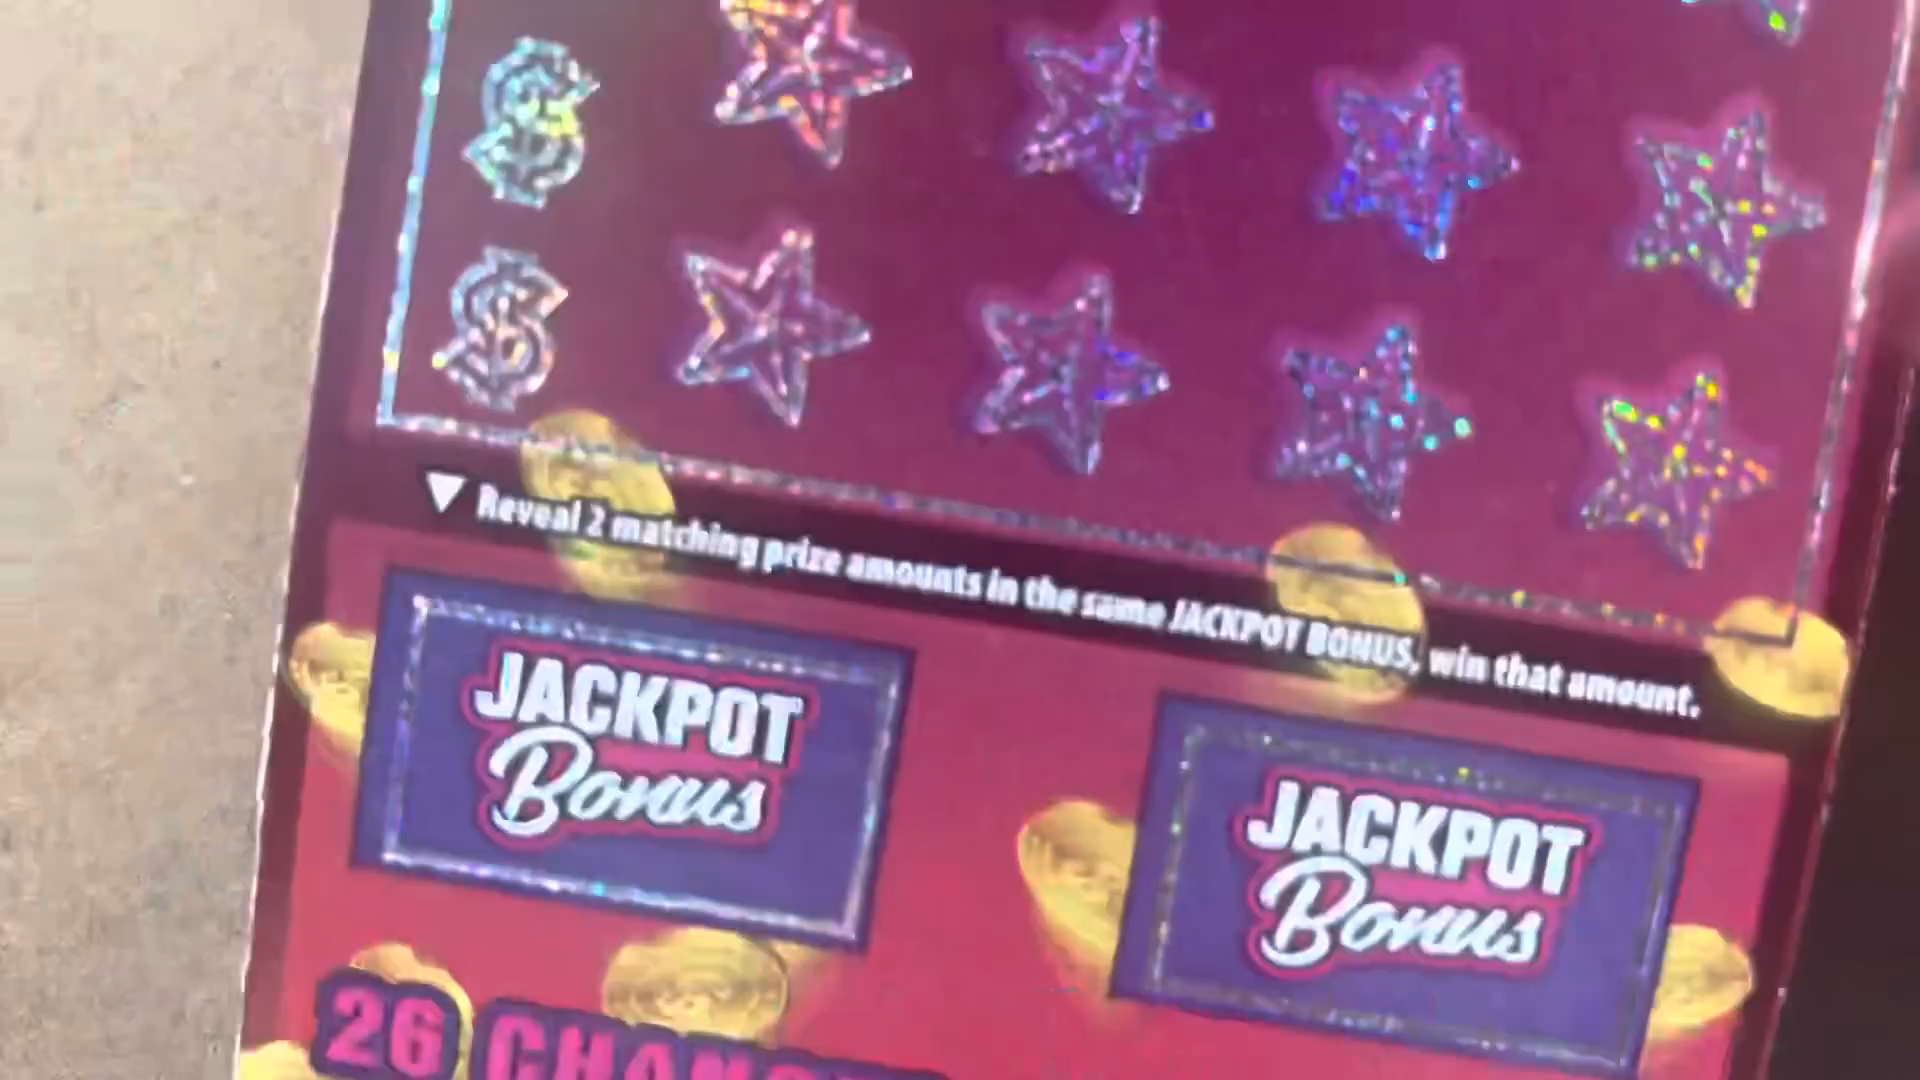 ▼ Reveal 2 matching prize amounts in the same JACKPOT BONUS, win that amount.
JACKPOT
Bonus
JACKPOT
Bonus
26